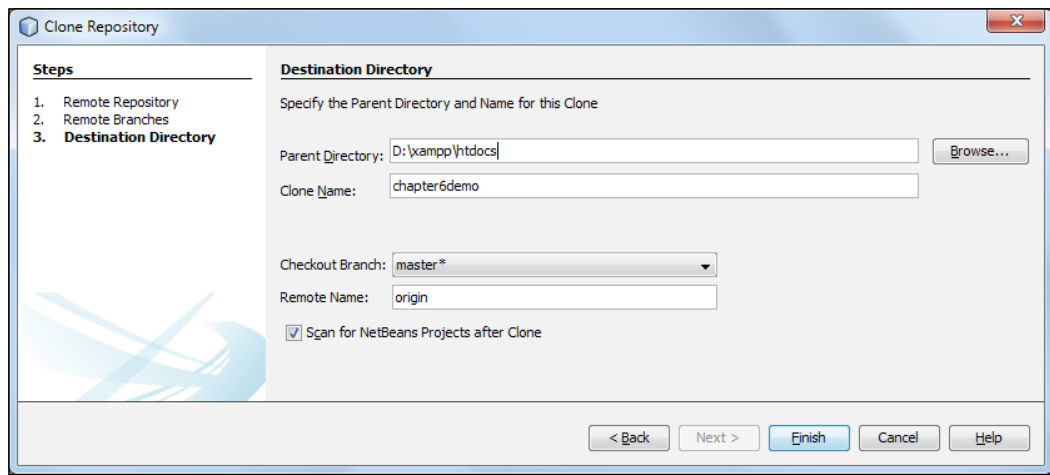 Clone Repository
Steps
1. Remote Repository
2. Remote Branches
3. Destination Directory
Destination Directory
Specify the Parent Directory and Name for this Clone
Parent Directory: D:\xampp\htdocs Browse...
Clone Name: chapter6demo
Checkout Branch: master*
Remote Name: origin
Scan for NetBeans Projects after Clone
< Back Next > Finish Cancel Help